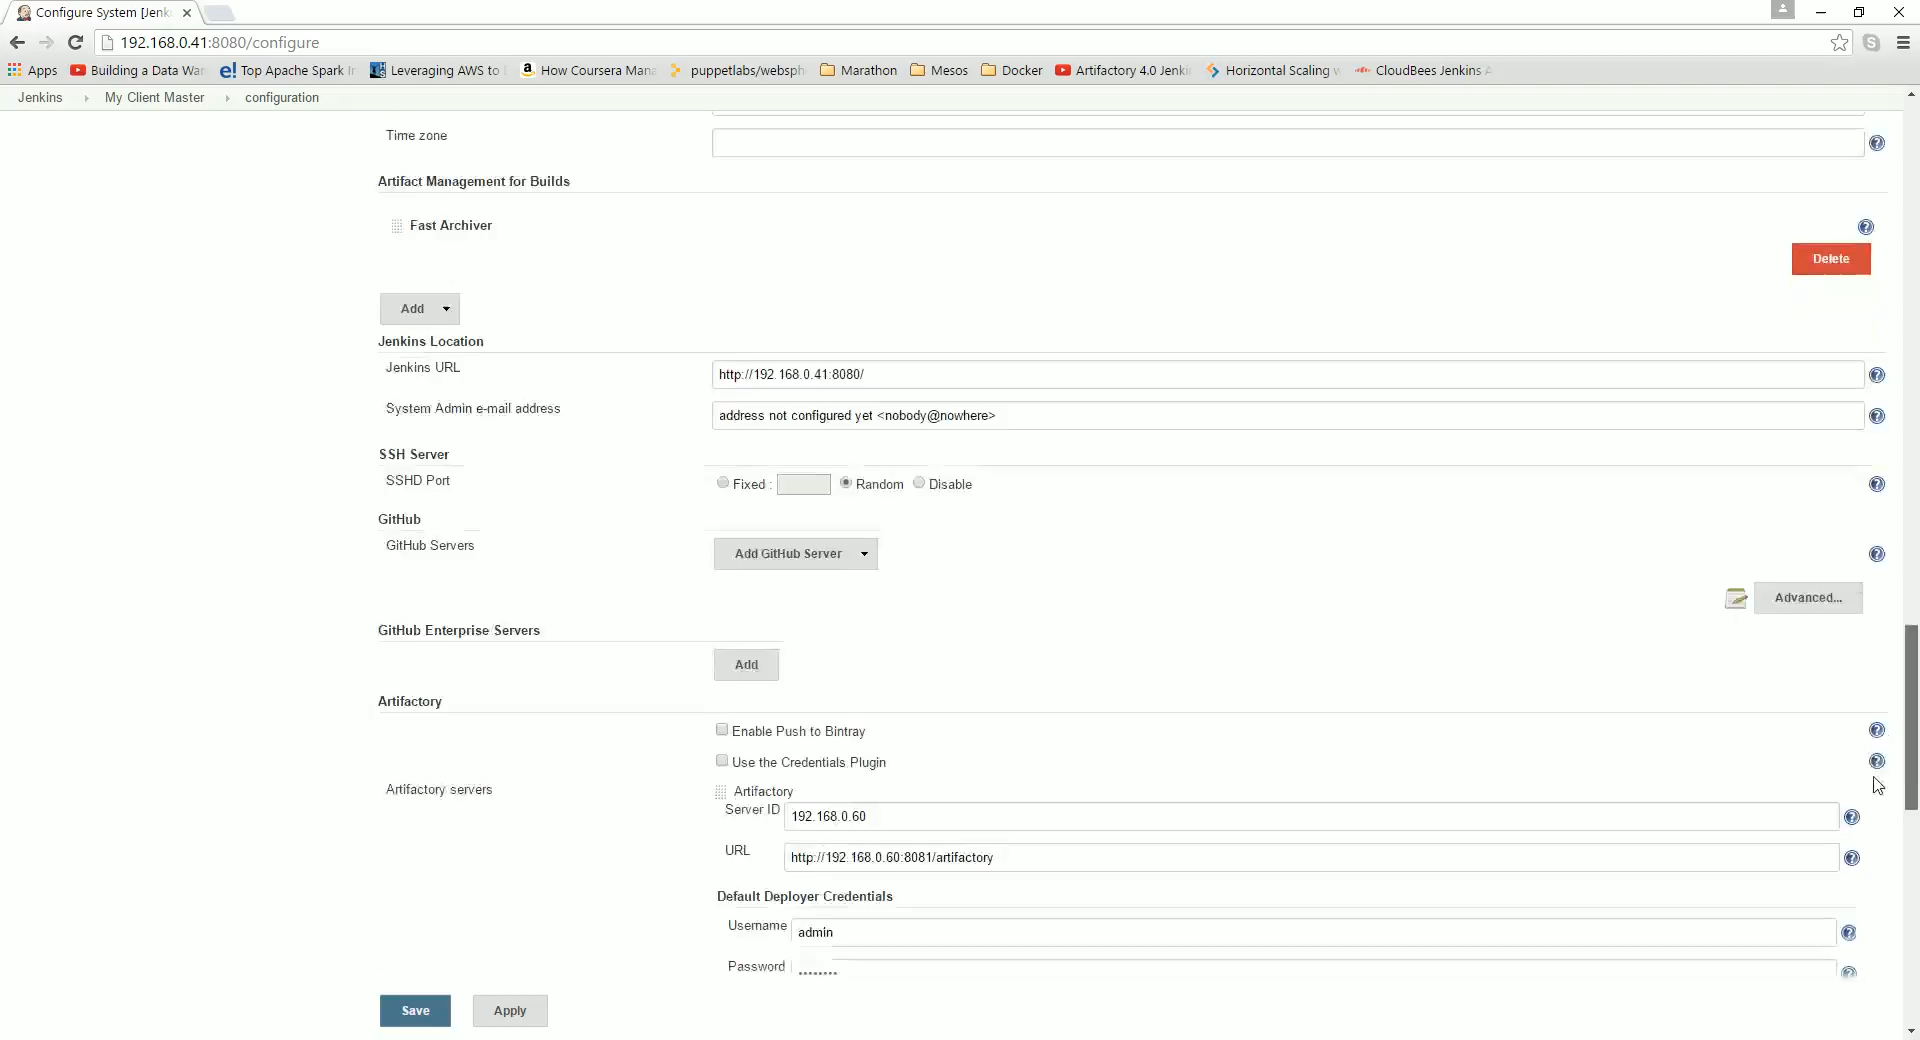 Configure System [Jenk
192.168.0.41:8080/configure
Apps Building a Data War Top Apache Spark Leveraging AWS to How Coursera Mana puppetlabs/websph Marathon Mesos Docker Artifactory 4.0 Jenki Horizontal Scaling CloudBees Jenkins
Jenkins My Client Master configuration
Time zone
Artifact Management for Builds
Fast Archiver
Delete
Add
Jenkins Location
Jenkins URL http://192.168.0.41:8080/
System Admin e-mail address address not configured yet <nobody@nowhere>
SSH Server
SSHD Port Fixed : Random Disable
GitHub
GitHub Servers Add GitHub Server
Advanced...
GitHub Enterprise Servers
Add
Artifactory
Enable Push to Bintray
Use the Credentials Plugin
Artifactory servers Artifactory
Server ID 192.168.0.60
URL http://192.168.0.60:8081/artifactory
Default Deployer Credentials
Username admin
Password ••••••••
Save Apply